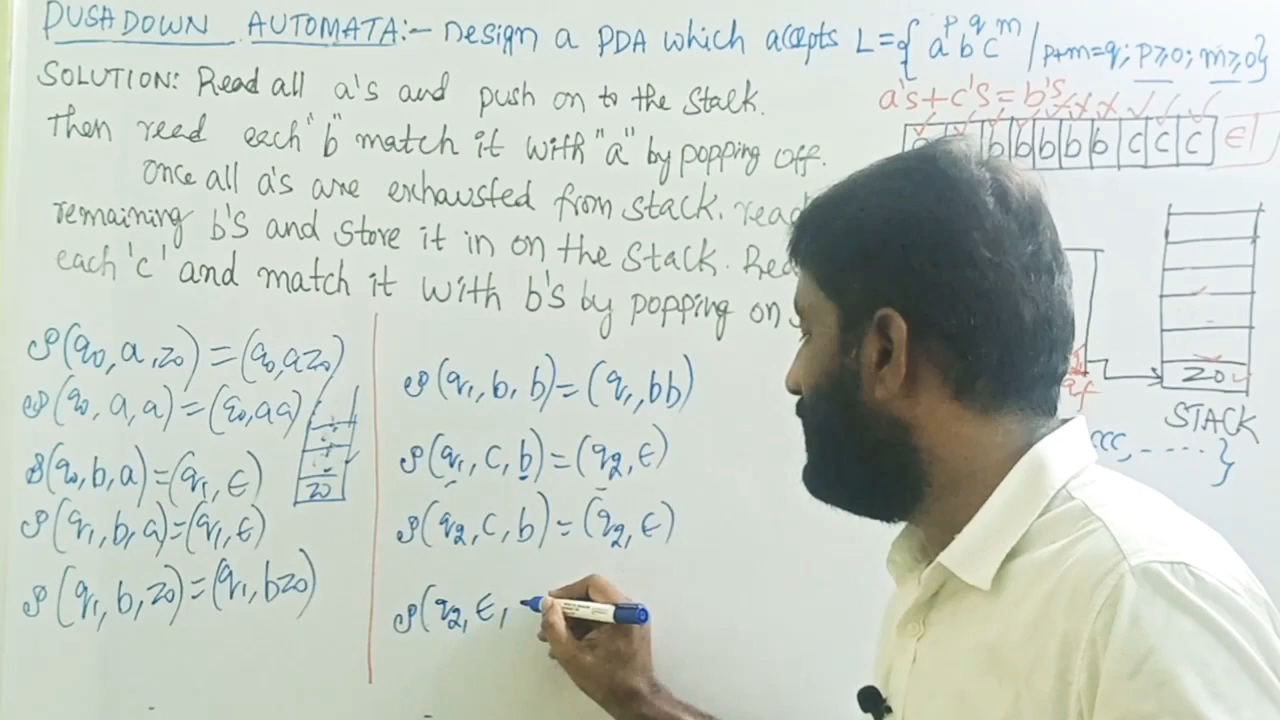 PUSHDOWN AUTOMATA:- Design a PDA which accepts L={ a^p b^q c^m / p+m=q; p≥0; m≥0}
SOLUTION: Read all a's and push on to the stack.
a's+c's=b's
Then read each "b" match it with "a" by popping off.
b b b b b c c c ϵ
Once all a's are exhausted from stack. read
remaining b's and store it in on the stack. Rea
each 'c' and match it with b's by popping on
Z0
qf
STACK
ccc, .....}
δ(q0, a, z0) = (q0, az0)
δ(q0, a, a) = (q0, aa)
δ(q0, b, a) = (q1, ϵ)
Z0
δ(q1, b, a) = (q1, ϵ)
δ(q1, b, z0) = (q1, bz0)
δ(q1, b, b) = (q1, bb)
δ(q1, c, b) = (q2, ϵ)
δ(q2, c, b) = (q2, ϵ)
δ(q2, ϵ,